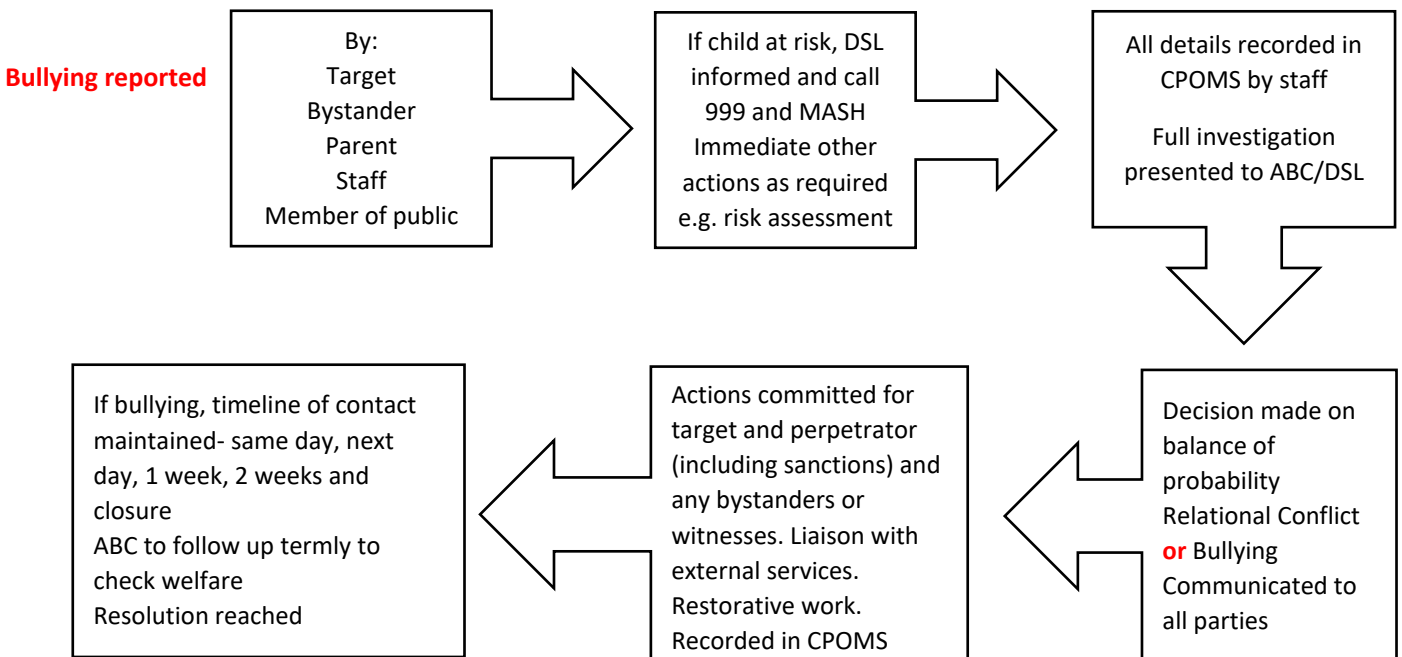 Bullying reported
By:
Target
Bystander
Parent
Staff
Member of public
If child at risk, DSL
informed and call
999 and MASH
Immediate other
actions as required
e.g. risk assessment
All details recorded in
CPOMS by staff
Full investigation
presented to ABC/DSL
Decision made on
balance of
probability
Relational Conflict
or Bullying
Communicated to
all parties
Actions committed for
target and perpetrator
(including sanctions) and
any bystanders or
witnesses. Liaison with
external services.
Restorative work.
Recorded in CPOMS
If bullying, timeline of contact
maintained- same day, next
day, 1 week, 2 weeks and
closure
ABC to follow up termly to
check welfare
Resolution reached